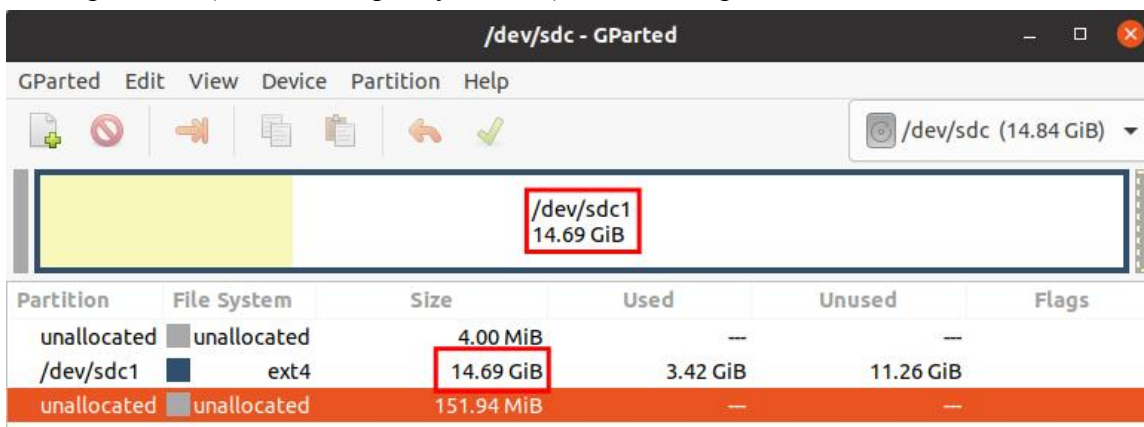 /dev/sdc - GParted
GParted Edit View Device Partition Help
/dev/sdc (14.84 GiB)
/dev/sdc1
14.69 GiB
Partition File System Size Used Unused Flags
unallocated unallocated 4.00 MiB --- ---
/dev/sdc1 ext4 14.69 GiB 3.42 GiB 11.26 GiB
unallocated unallocated 151.94 MiB --- ---